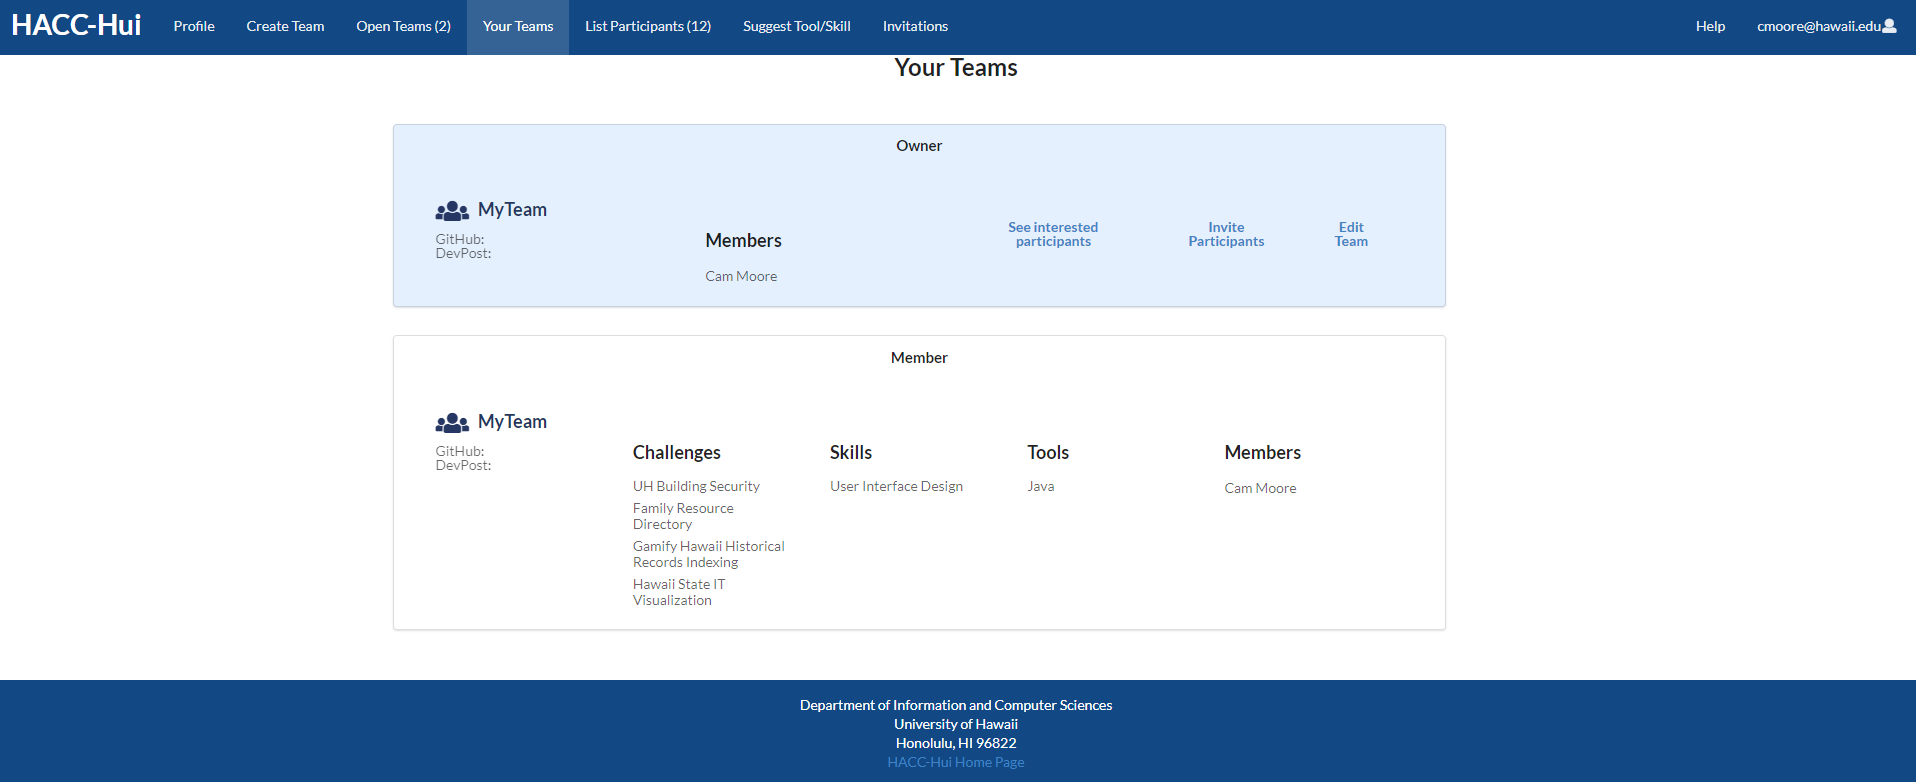 HACC-Hui Profile Create Team Open Teams (2) Your Teams List Participants (12) Suggest Tool/Skill Invitations Help cmoore@hawaii.edu
Your Teams
Owner
MyTeam
GitHub:
DevPost:
Members
Cam Moore
See interested
participants
Invite
Participants
Edit
Team
Member
MyTeam
GitHub:
DevPost:
Challenges
UH Building Security
Family Resource
Directory
Gamify Hawaii Historical
Records Indexing
Hawaii State IT
Visualization
Skills
User Interface Design
Tools
Java
Members
Cam Moore
Department of Information and Computer Sciences
University of Hawaii
Honolulu, HI 96822
HACC-Hui Home Page